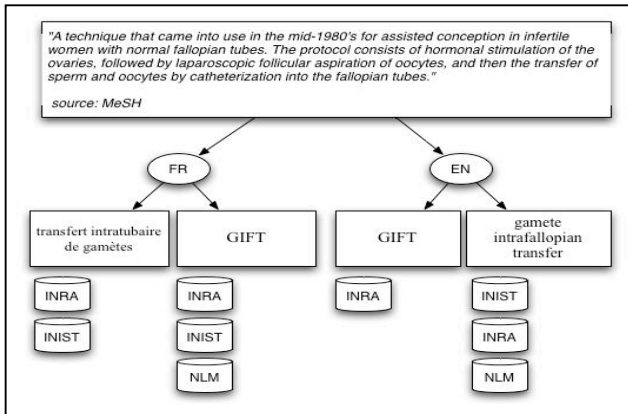 "A technique that came into use in the mid-1980's for assisted conception in infertile
women with normal fallopian tubes. The protocol consists of hormonal stimulation of the
ovaries, followed by laparoscopic follicular aspiration of oocytes, and then the transfer of
sperm and oocytes by catheterization into the fallopian tubes."
source: MeSH
FR
EN
transfert intratubaire
de gamètes
GIFT
GIFT
gamete
intrafallopian
transfer
INRA
INIST
INRA
INIST
NLM
INRA
INIST
INRA
NLM